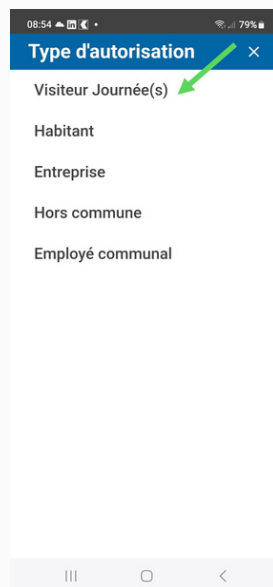 08:54
79%
Type d'autorisation
Visiteur Journée(s)
Habitant
Entreprise
Hors commune
Employé communal